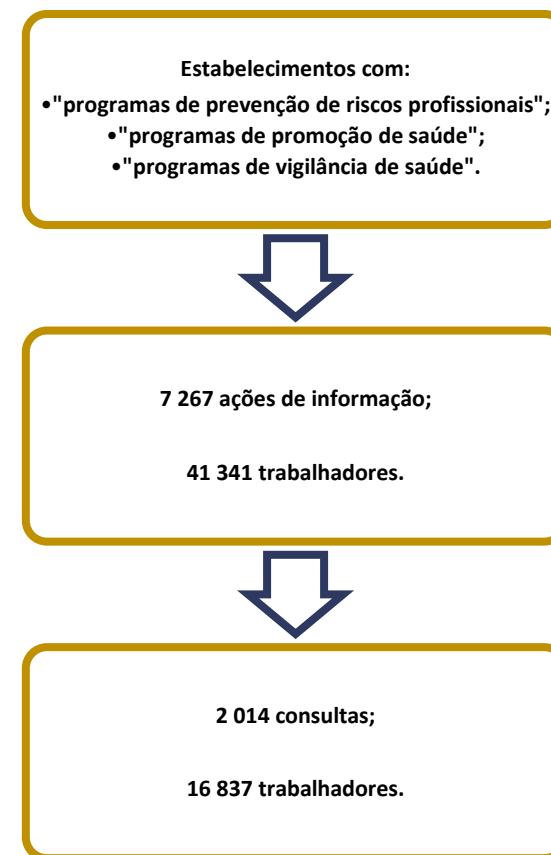 Estabelecimentos com:
•"programas de prevenção de riscos profissionais";
•"programas de promoção de saúde";
•"programas de vigilância de saúde".
7 267 ações de informação;
41 341 trabalhadores.
2 014 consultas;
16 837 trabalhadores.